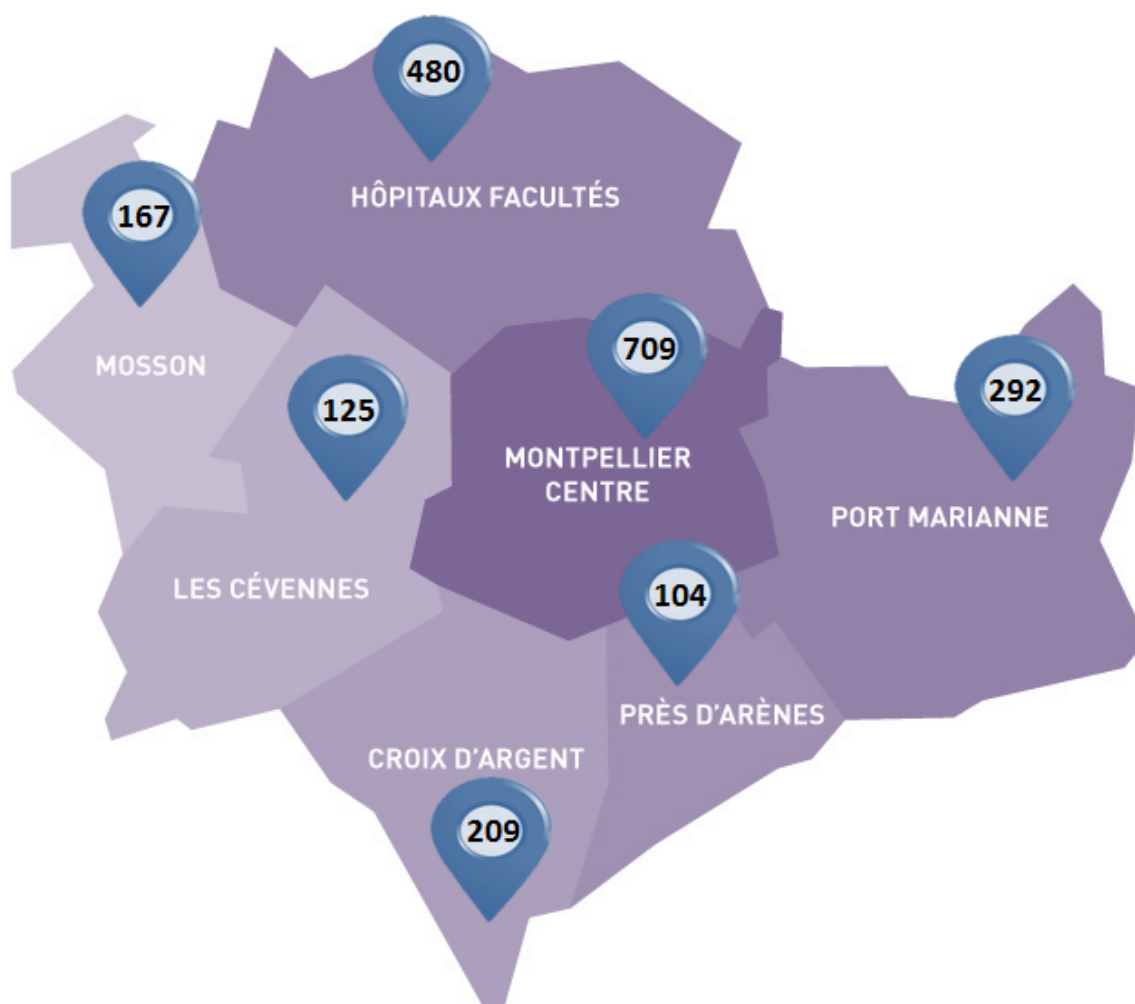 480
HÔPITAUX FACULTÉS
167
MOSSON
709
MONTPELLIER
CENTRE
292
PORT MARIANNE
125
LES CÉVENNES
104
PRÈS D'ARÈNES
CROIX D'ARGENT
209